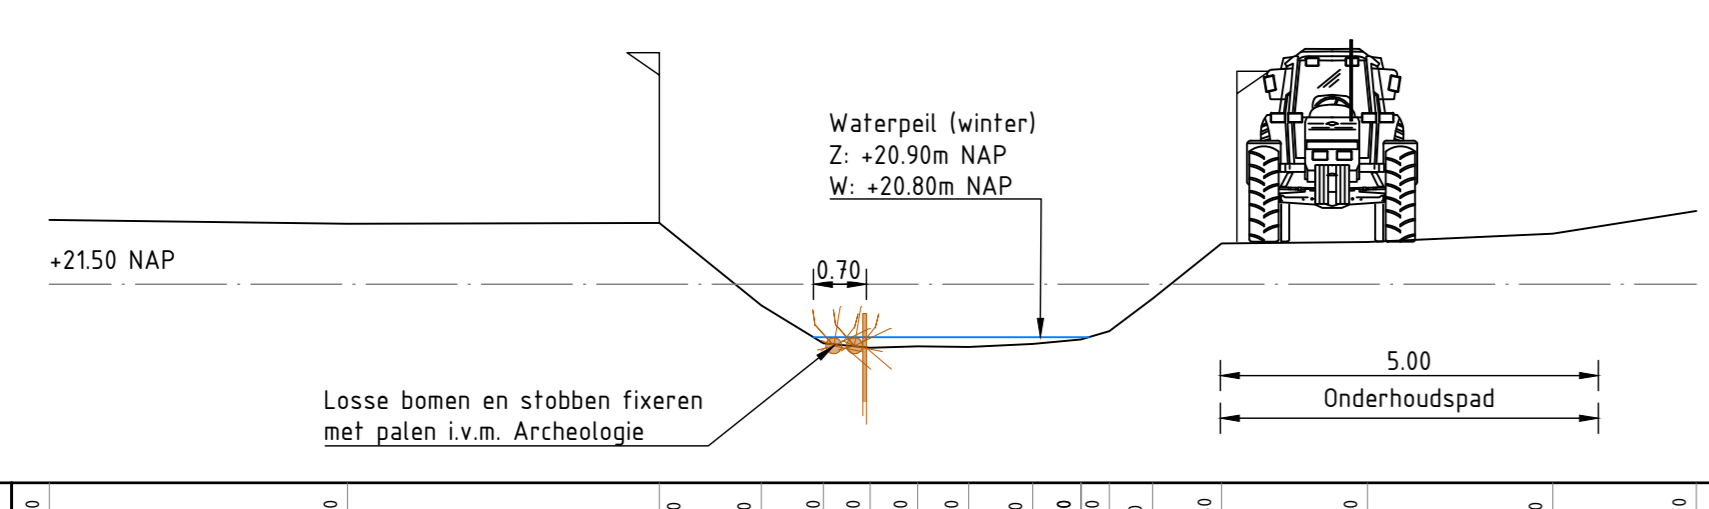 Waterpeil (winter)
Z: +20.90m NAP
W: +20.80m NAP
+21.50 NAP
0.70
5.00
Onderhoudspad
Losse bomen en stobben fixeren
met palen i.v.m. Archeologie